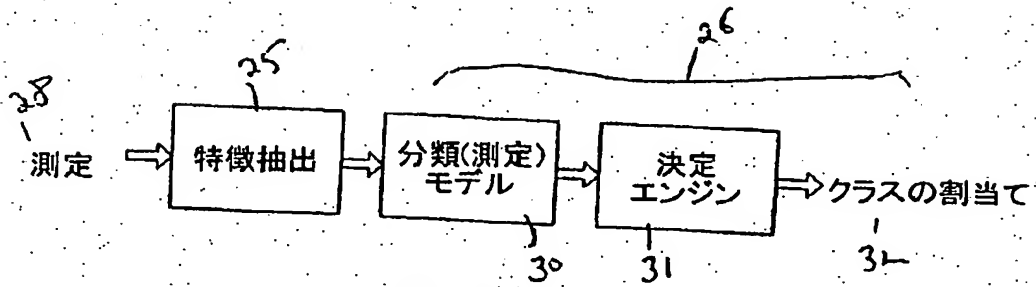 26
25
28
測定
特徴抽出
分類(測定)
モデル
決定
エンジン
クラスの割当て
30
31
32